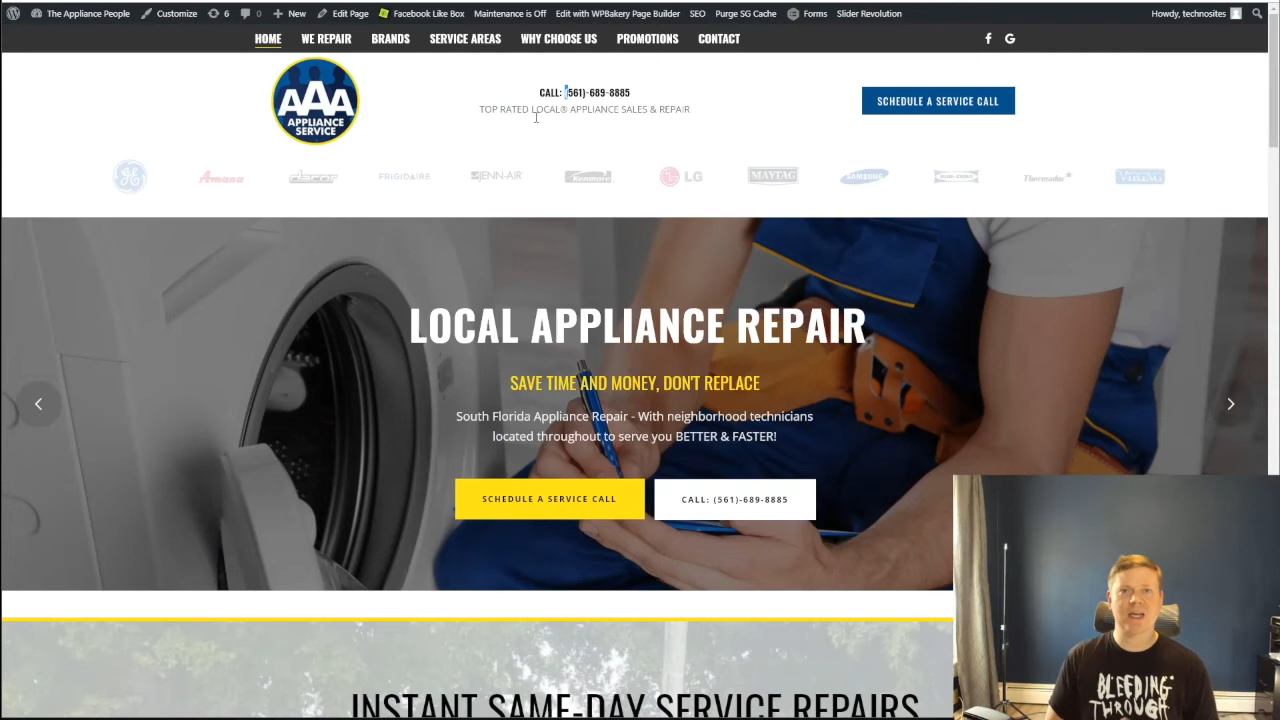 The Appliance People Customize 6 0 New Edit Page Facebook Like Box Maintenance is Off Edit with WPBakery Page Builder SEO Purge SG Cache Forms Slider Revolution Howdy, technosites
HOME WE REPAIR BRANDS SERVICE AREAS WHY CHOOSE US PROMOTIONS CONTACT
AAA
APPLIANCE
SERVICE
CALL: (561)-689-8885
TOP RATED LOCAL® APPLIANCE SALES & REPAIR
SCHEDULE A SERVICE CALL
GE Amana dacor FRIGIDAIRE JENN-AIR Kenmore LG MAYTAG SAMSUNG SUB-ZERO Thermador VIKING
LOCAL APPLIANCE REPAIR
SAVE TIME AND MONEY, DON'T REPLACE
South Florida Appliance Repair - With neighborhood technicians
located throughout to serve you BETTER & FASTER!
SCHEDULE A SERVICE CALL CALL: (561)-689-8885
INSTANT SAME-DAY SERVICE REPAIRS
BLEEDING
THROUGH